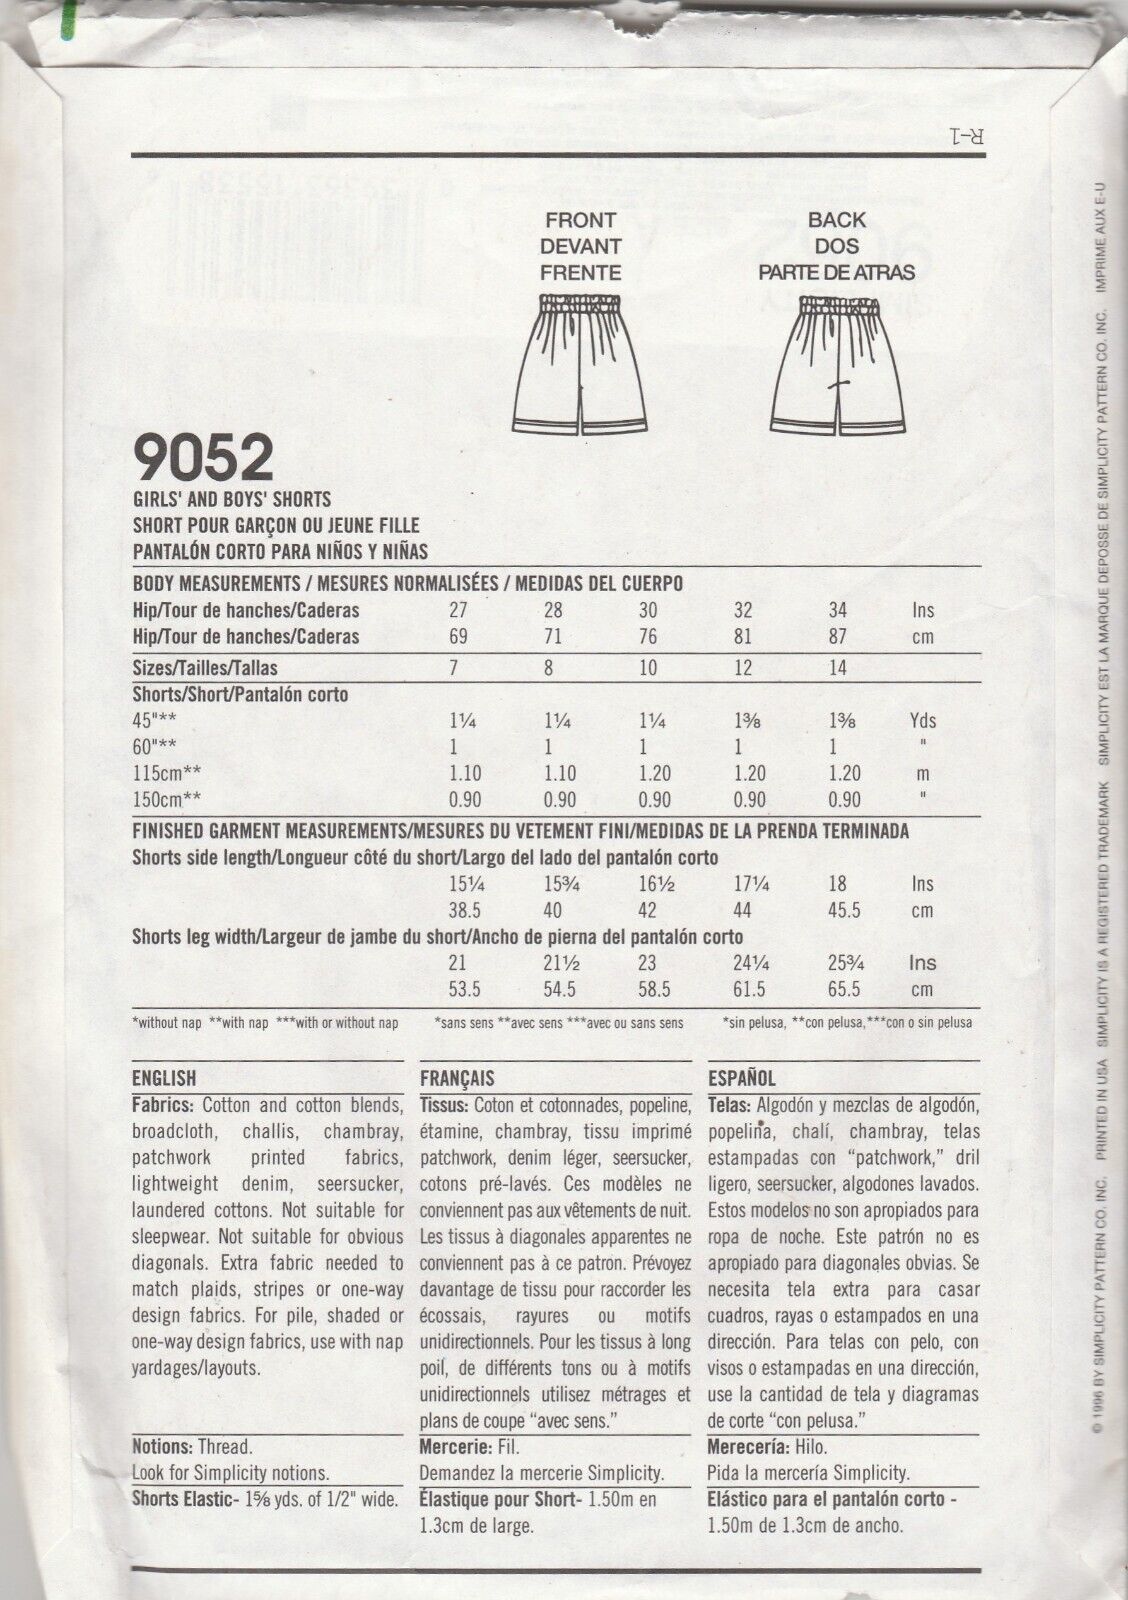 R-1
FRONT
DEVANT
FRENTE
BACK
DOS
PARTE DE ATRAS
9052
GIRLS' AND BOYS' SHORTS
SHORT POUR GARÇON OU JEUNE FILLE
PANTALÓN CORTO PARA NIÑOS Y NIÑAS
BODY MEASUREMENTS / MESURES NORMALISÉES / MEDIDAS DEL CUERPO
Hip/Tour de hanches/Caderas 27 28 30 32 34 Ins
Hip/Tour de hanches/Caderas 69 71 76 81 87 cm
Sizes/Tailles/Tallas 7 8 10 12 14
Shorts/Short/Pantalón corto
45"** 1¼ 1¼ 1¼ 1⅜ 1⅜ Yds
60"** 1 1 1 1 1 "
115cm** 1.10 1.10 1.20 1.20 1.20 m
150cm** 0.90 0.90 0.90 0.90 0.90 "
FINISHED GARMENT MEASUREMENTS/MESURES DU VETEMENT FINI/MEDIDAS DE LA PRENDA TERMINADA
Shorts side length/Longueur côté du short/Largo del lado del pantalón corto
15¼ 15¾ 16½ 17¼ 18 Ins
38.5 40 42 44 45.5 cm
Shorts leg width/Largeur de jambe du short/Ancho de pierna del pantalón corto
21 21½ 23 24¼ 25¾ Ins
53.5 54.5 58.5 61.5 65.5 cm
*without nap **with nap ***with or without nap *sans sens **avec sens ***avec ou sans sens *sin pelusa, **con pelusa,***con o sin pelusa
ENGLISH
Fabrics: Cotton and cotton blends,
broadcloth, challis, chambray,
patchwork printed fabrics,
lightweight denim, seersucker,
laundered cottons. Not suitable for
sleepwear. Not suitable for obvious
diagonals. Extra fabric needed to
match plaids, stripes or one-way
design fabrics. For pile, shaded or
one-way design fabrics, use with nap
yardages/layouts.
Notions: Thread.
Look for Simplicity notions.
Shorts Elastic- 1⅝ yds. of 1/2" wide.
FRANÇAIS
Tissus: Coton et cotonnades, popeline,
étamine, chambray, tissu imprimé
patchwork, denim léger, seersucker,
cotons pré-lavés. Ces modèles ne
conviennent pas aux vêtements de nuit.
Les tissus à diagonales apparentes ne
conviennent pas à ce patron. Prévoyez
davantage de tissu pour raccorder les
écossais, rayures ou motifs
unidirectionnels. Pour les tissus à long
poil, de différents tons ou à motifs
unidirectionnels utilisez métrages et
plans de coupe "avec sens."
Mercerie: Fil.
Demandez la mercerie Simplicity.
Élastique pour Short- 1.50m en
1.3cm de large.
ESPAÑOL
Telas: Algodón y mezclas de algodón,
popelina, chalí, chambray, telas
estampadas con "patchwork," dril
ligero, seersucker, algodones lavados.
Estos modelos no son apropiados para
ropa de noche. Este patrón no es
apropiado para diagonales obvias. Se
necesita tela extra para casar
cuadros, rayas o estampados en una
dirección. Para telas con pelo, con
visos o estampadas en una dirección,
use la cantidad de tela y diagramas
de corte "con pelusa."
Merecería: Hilo.
Pida la mercería Simplicity.
Elástico para el pantalón corto -
1.50m de 1.3cm de ancho.
© 1996 BY SIMPLICITY PATTERN CO. INC. PRINTED IN USA SIMPLICITY IS A REGISTERED TRADEMARK SIMPLICITY EST LA MARQUE DEPOSSE DE SIMPLICITY PATTERN CO. INC. IMPRIME AUX E-U